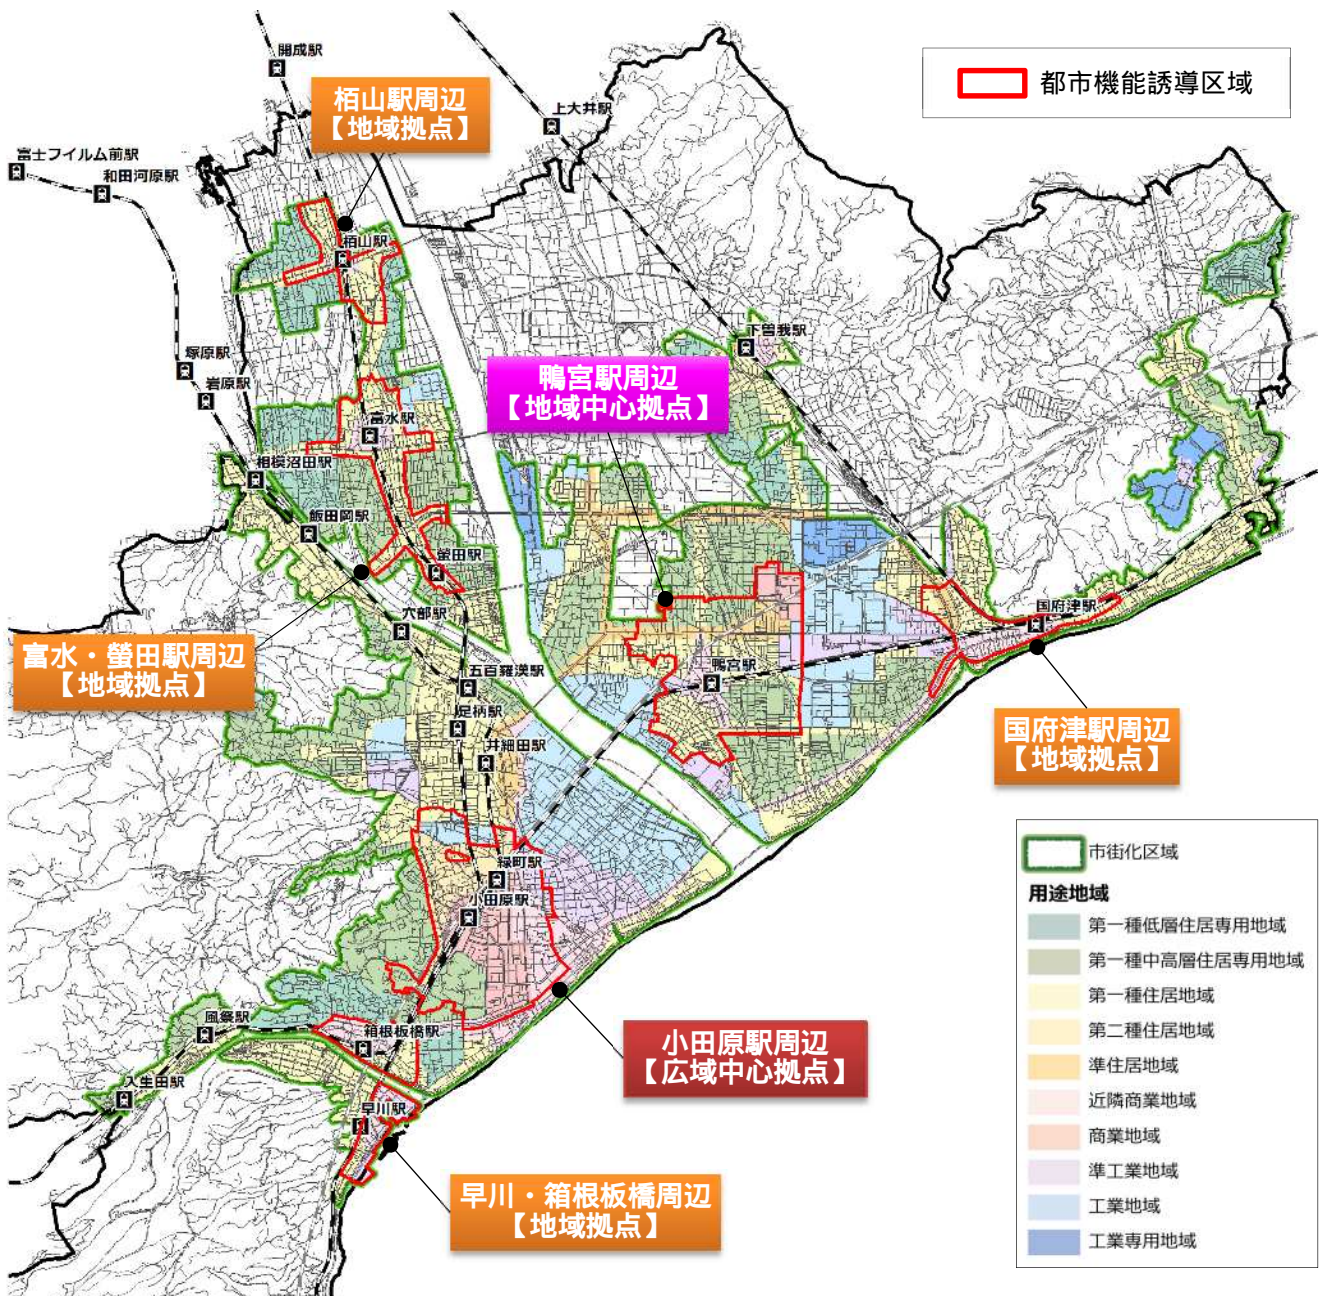 開成駅
栢山駅周辺
【地域拠点】
都市機能誘導区域
上大井駅
富士フイルム前駅
和田河原駅
栢山駅
下曽我駅
塚原駅
岩原駅
鴨宮駅周辺
【地域中心拠点】
富水駅
相模沼田駅
飯田岡駅
螢田駅
穴部駅
国府津駅
富水・螢田駅周辺
【地域拠点】
五百羅漢駅
鴨宮駅
足柄駅
井細田駅
国府津駅周辺
【地域拠点】
緑町駅
小田原駅
市街化区域
用途地域
第一種低層住居専用地域
第一種中高層住居専用地域
第一種住居地域
第二種住居地域
準住居地域
近隣商業地域
商業地域
準工業地域
工業地域
工業専用地域
風祭駅
箱根板橋駅
小田原駅周辺
【広域中心拠点】
入生田駅
早川駅
早川・箱根板橋周辺
【地域拠点】